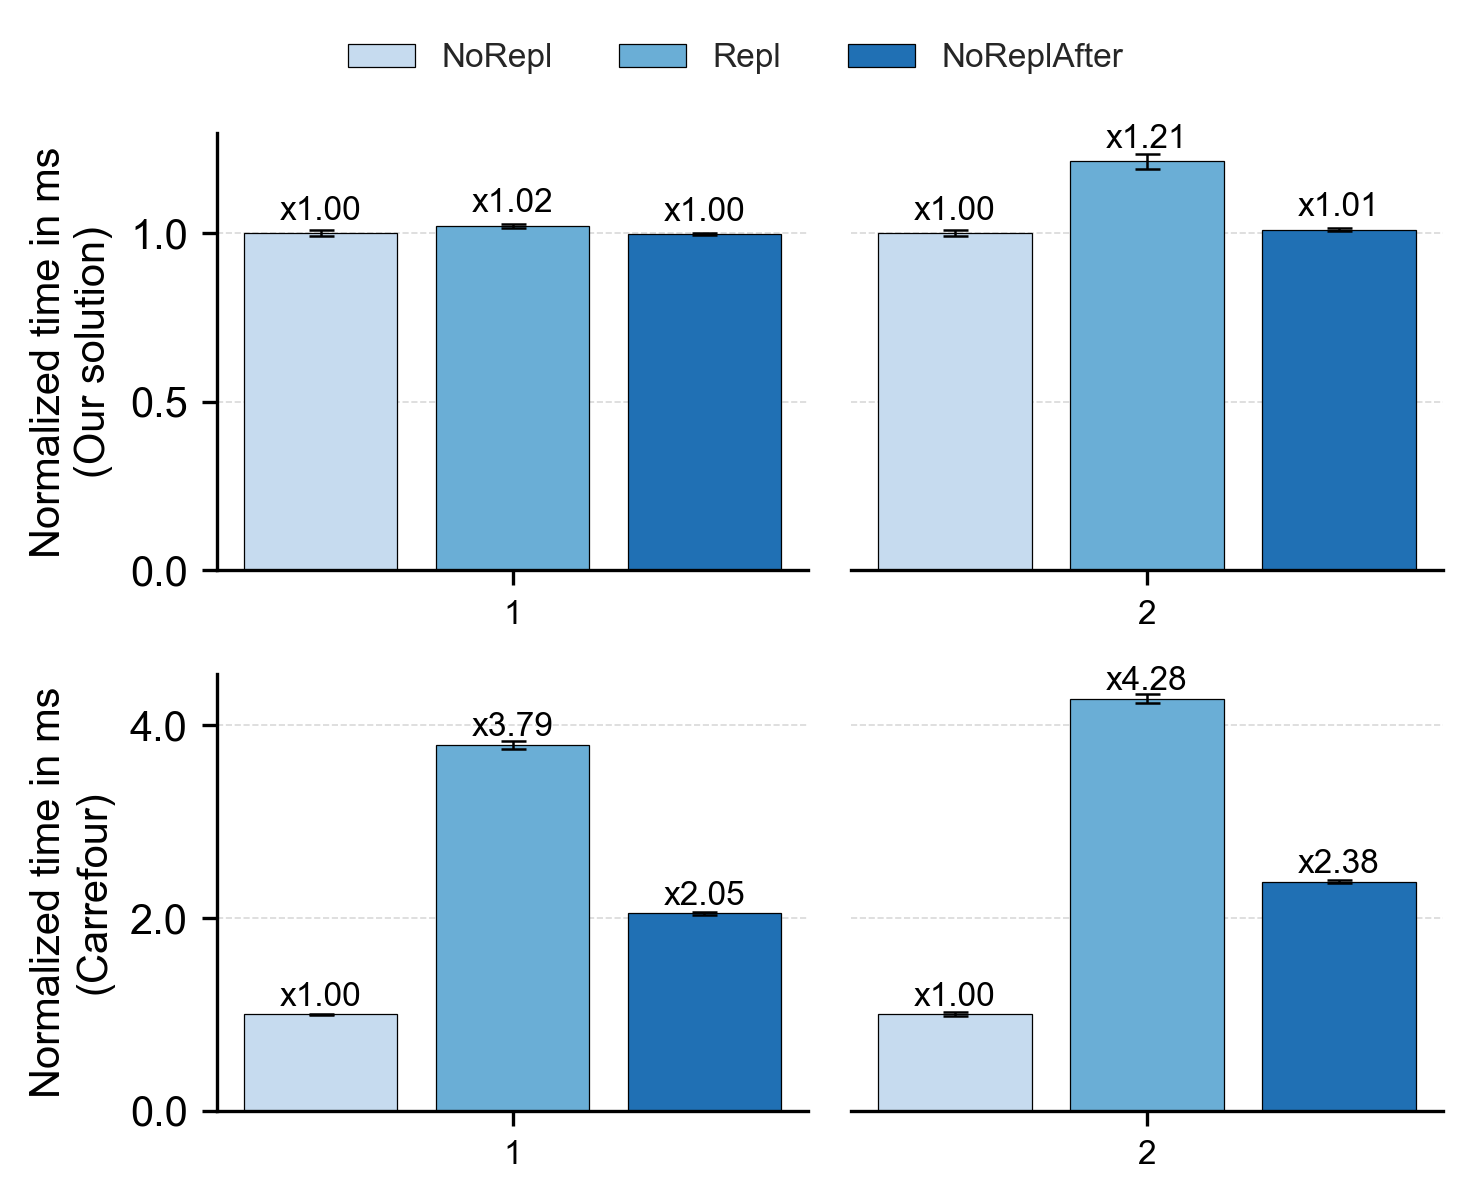 NoRepl Repl NoReplAfter
Normalized time in ms
(Our solution)
1.0
0.5
0.0
x1.00 x1.02 x1.00
1
x1.00 x1.21 x1.01
2
Normalized time in ms
(Carrefour)
4.0
2.0
0.0
x1.00 x3.79 x2.05
1
x1.00 x4.28 x2.38
2